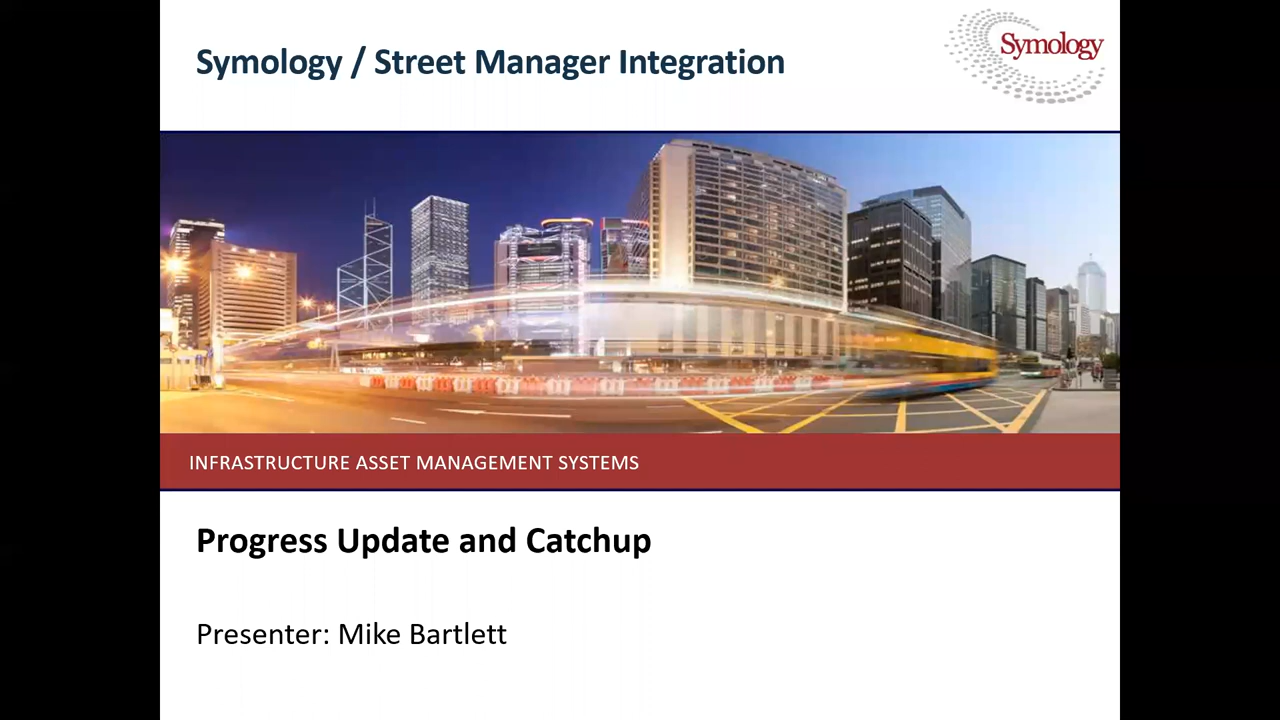 Symology / Street Manager Integration
Symology
INFRASTRUCTURE ASSET MANAGEMENT SYSTEMS
Progress Update and Catchup
Presenter: Mike Bartlett